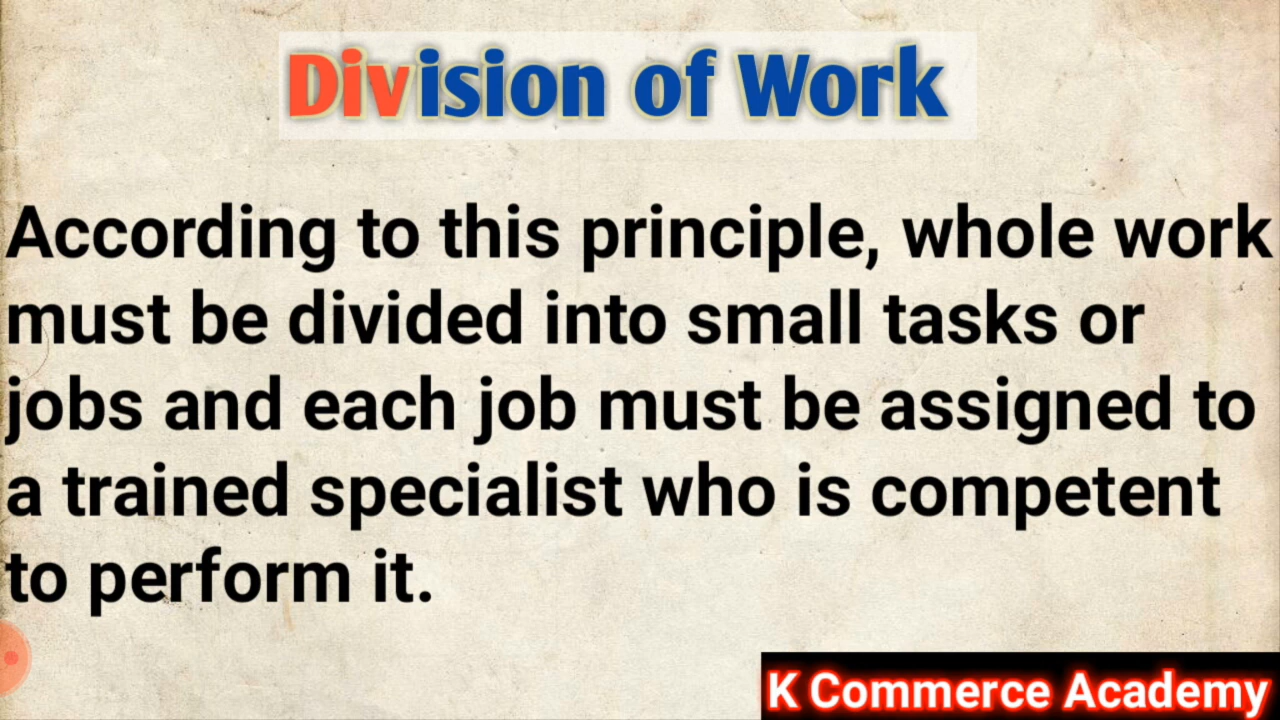 Division of Work
According to this principle, whole work
must be divided into small tasks or
jobs and each job must be assigned to
a trained specialist who is competent
to perform it.
K Commerce Academy